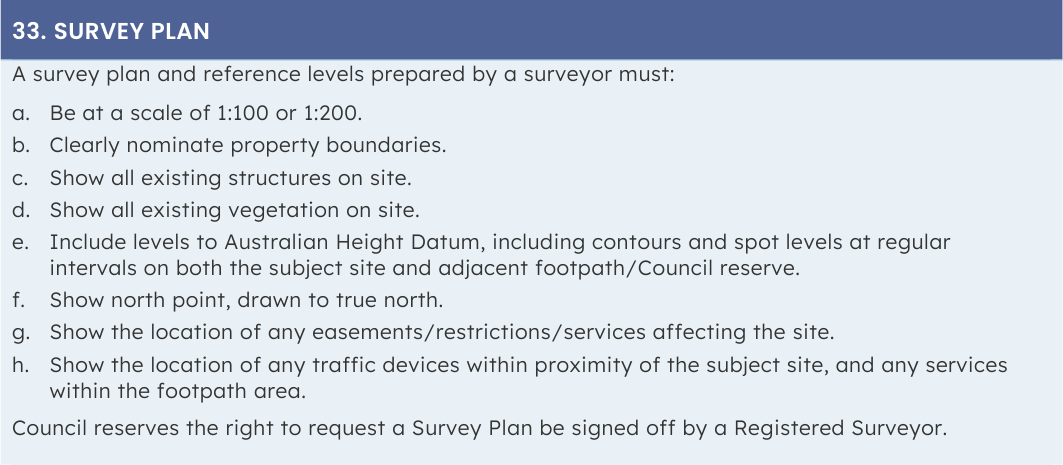 33. SURVEY PLAN
A survey plan and reference levels prepared by a surveyor must:
a. Be at a scale of 1:100 or 1:200.
b. Clearly nominate property boundaries.
c. Show all existing structures on site.
d. Show all existing vegetation on site.
e. Include levels to Australian Height Datum, including contours and spot levels at regular
intervals on both the subject site and adjacent footpath/Council reserve.
f. Show north point, drawn to true north.
g. Show the location of any easements/restrictions/services affecting the site.
h. Show the location of any traffic devices within proximity of the subject site, and any services
within the footpath area.
Council reserves the right to request a Survey Plan be signed off by a Registered Surveyor.